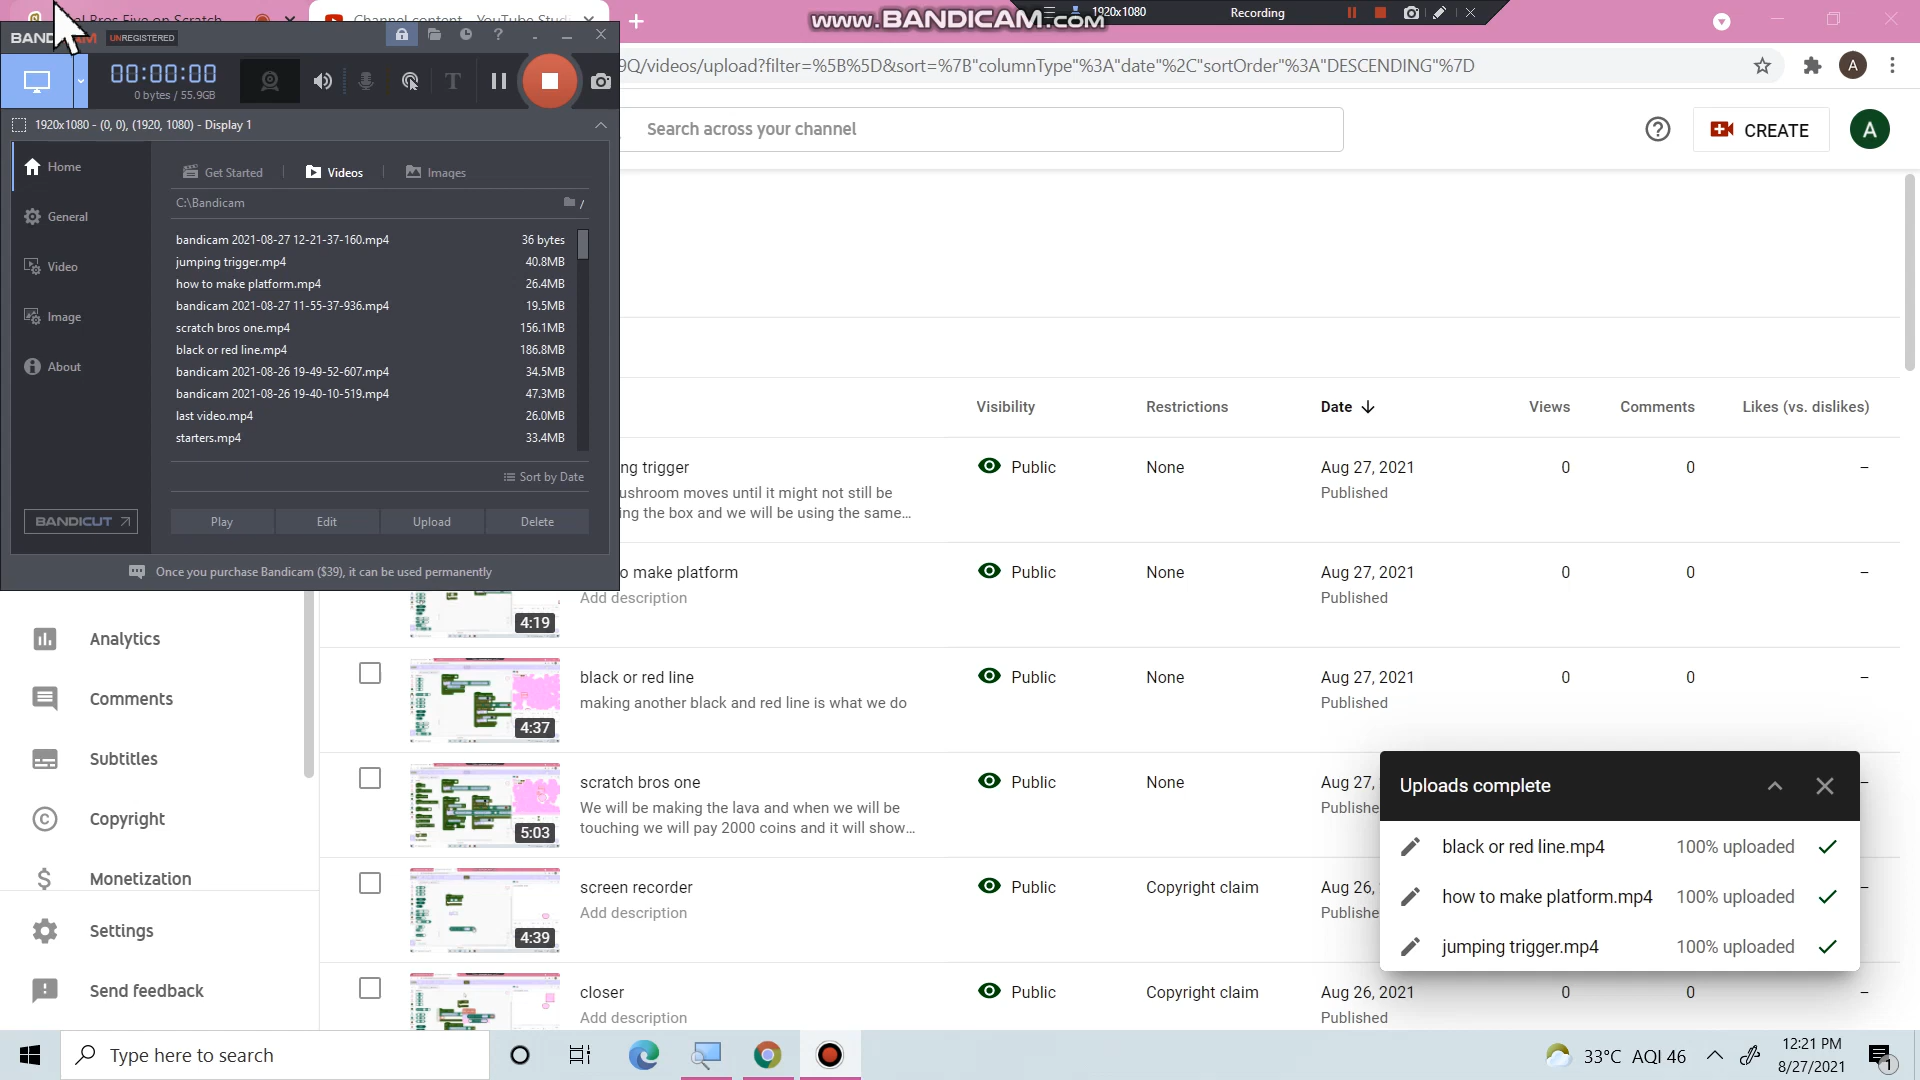 al Bros Five on Scratch
Channel content - YouTube Studi
www.BANDICAM.com
1920x1080
Recording
UNREGISTERED
00:00:00
0 bytes / 55.9GB
9Q/videos/upload?filter=%5B%5D&sort=%7B"columnType"%3A"date"%2C"sortOrder"%3A"DESCENDING"%7D
A
1920x1080 - (0, 0), (1920, 1080) - Display 1
Search across your channel
CREATE
A
Home
General
Video
Image
About
BANDICUT
Get Started
Videos
Images
C:\Bandicam
bandicam 2021-08-27 12-21-37-160.mp4 36 bytes
jumping trigger.mp4 40.8MB
how to make platform.mp4 26.4MB
bandicam 2021-08-27 11-55-37-936.mp4 19.5MB
scratch bros one.mp4 156.1MB
black or red line.mp4 186.8MB
bandicam 2021-08-26 19-49-52-607.mp4 34.5MB
bandicam 2021-08-26 19-40-10-519.mp4 47.3MB
last video.mp4 26.0MB
starters.mp4 33.4MB
Sort by Date
Play Edit Upload Delete
Once you purchase Bandicam ($39), it can be used permanently
Visibility Restrictions Date Views Comments Likes (vs. dislikes)
ng trigger Public None Aug 27, 2021 0 0 –
ushroom moves until it might not still be Published
ing the box and we will be using the same...
o make platform Public None Aug 27, 2021 0 0 –
Add description Published
4:19
black or red line Public None Aug 27, 2021 0 0 –
making another black and red line is what we do Published
4:37
scratch bros one Public None Aug 27, –
We will be making the lava and when we will be Publishe
touching we will pay 2000 coins and it will show...
5:03
screen recorder Public Copyright claim Aug 26, –
Add description Publishe
4:39
closer Public Copyright claim Aug 26, 2021 0 0 –
Add description Published
Analytics
Comments
Subtitles
Copyright
Monetization
Settings
Send feedback
Uploads complete
black or red line.mp4 100% uploaded
how to make platform.mp4 100% uploaded
jumping trigger.mp4 100% uploaded
Type here to search
33°C AQI 46
12:21 PM
8/27/2021
1